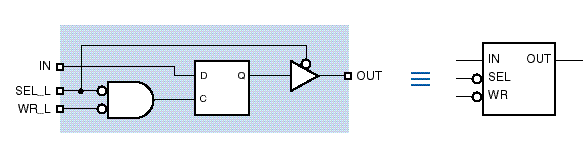 IN
SEL_L
WR_L
D Q
C
OUT
IN OUT
SEL
WR